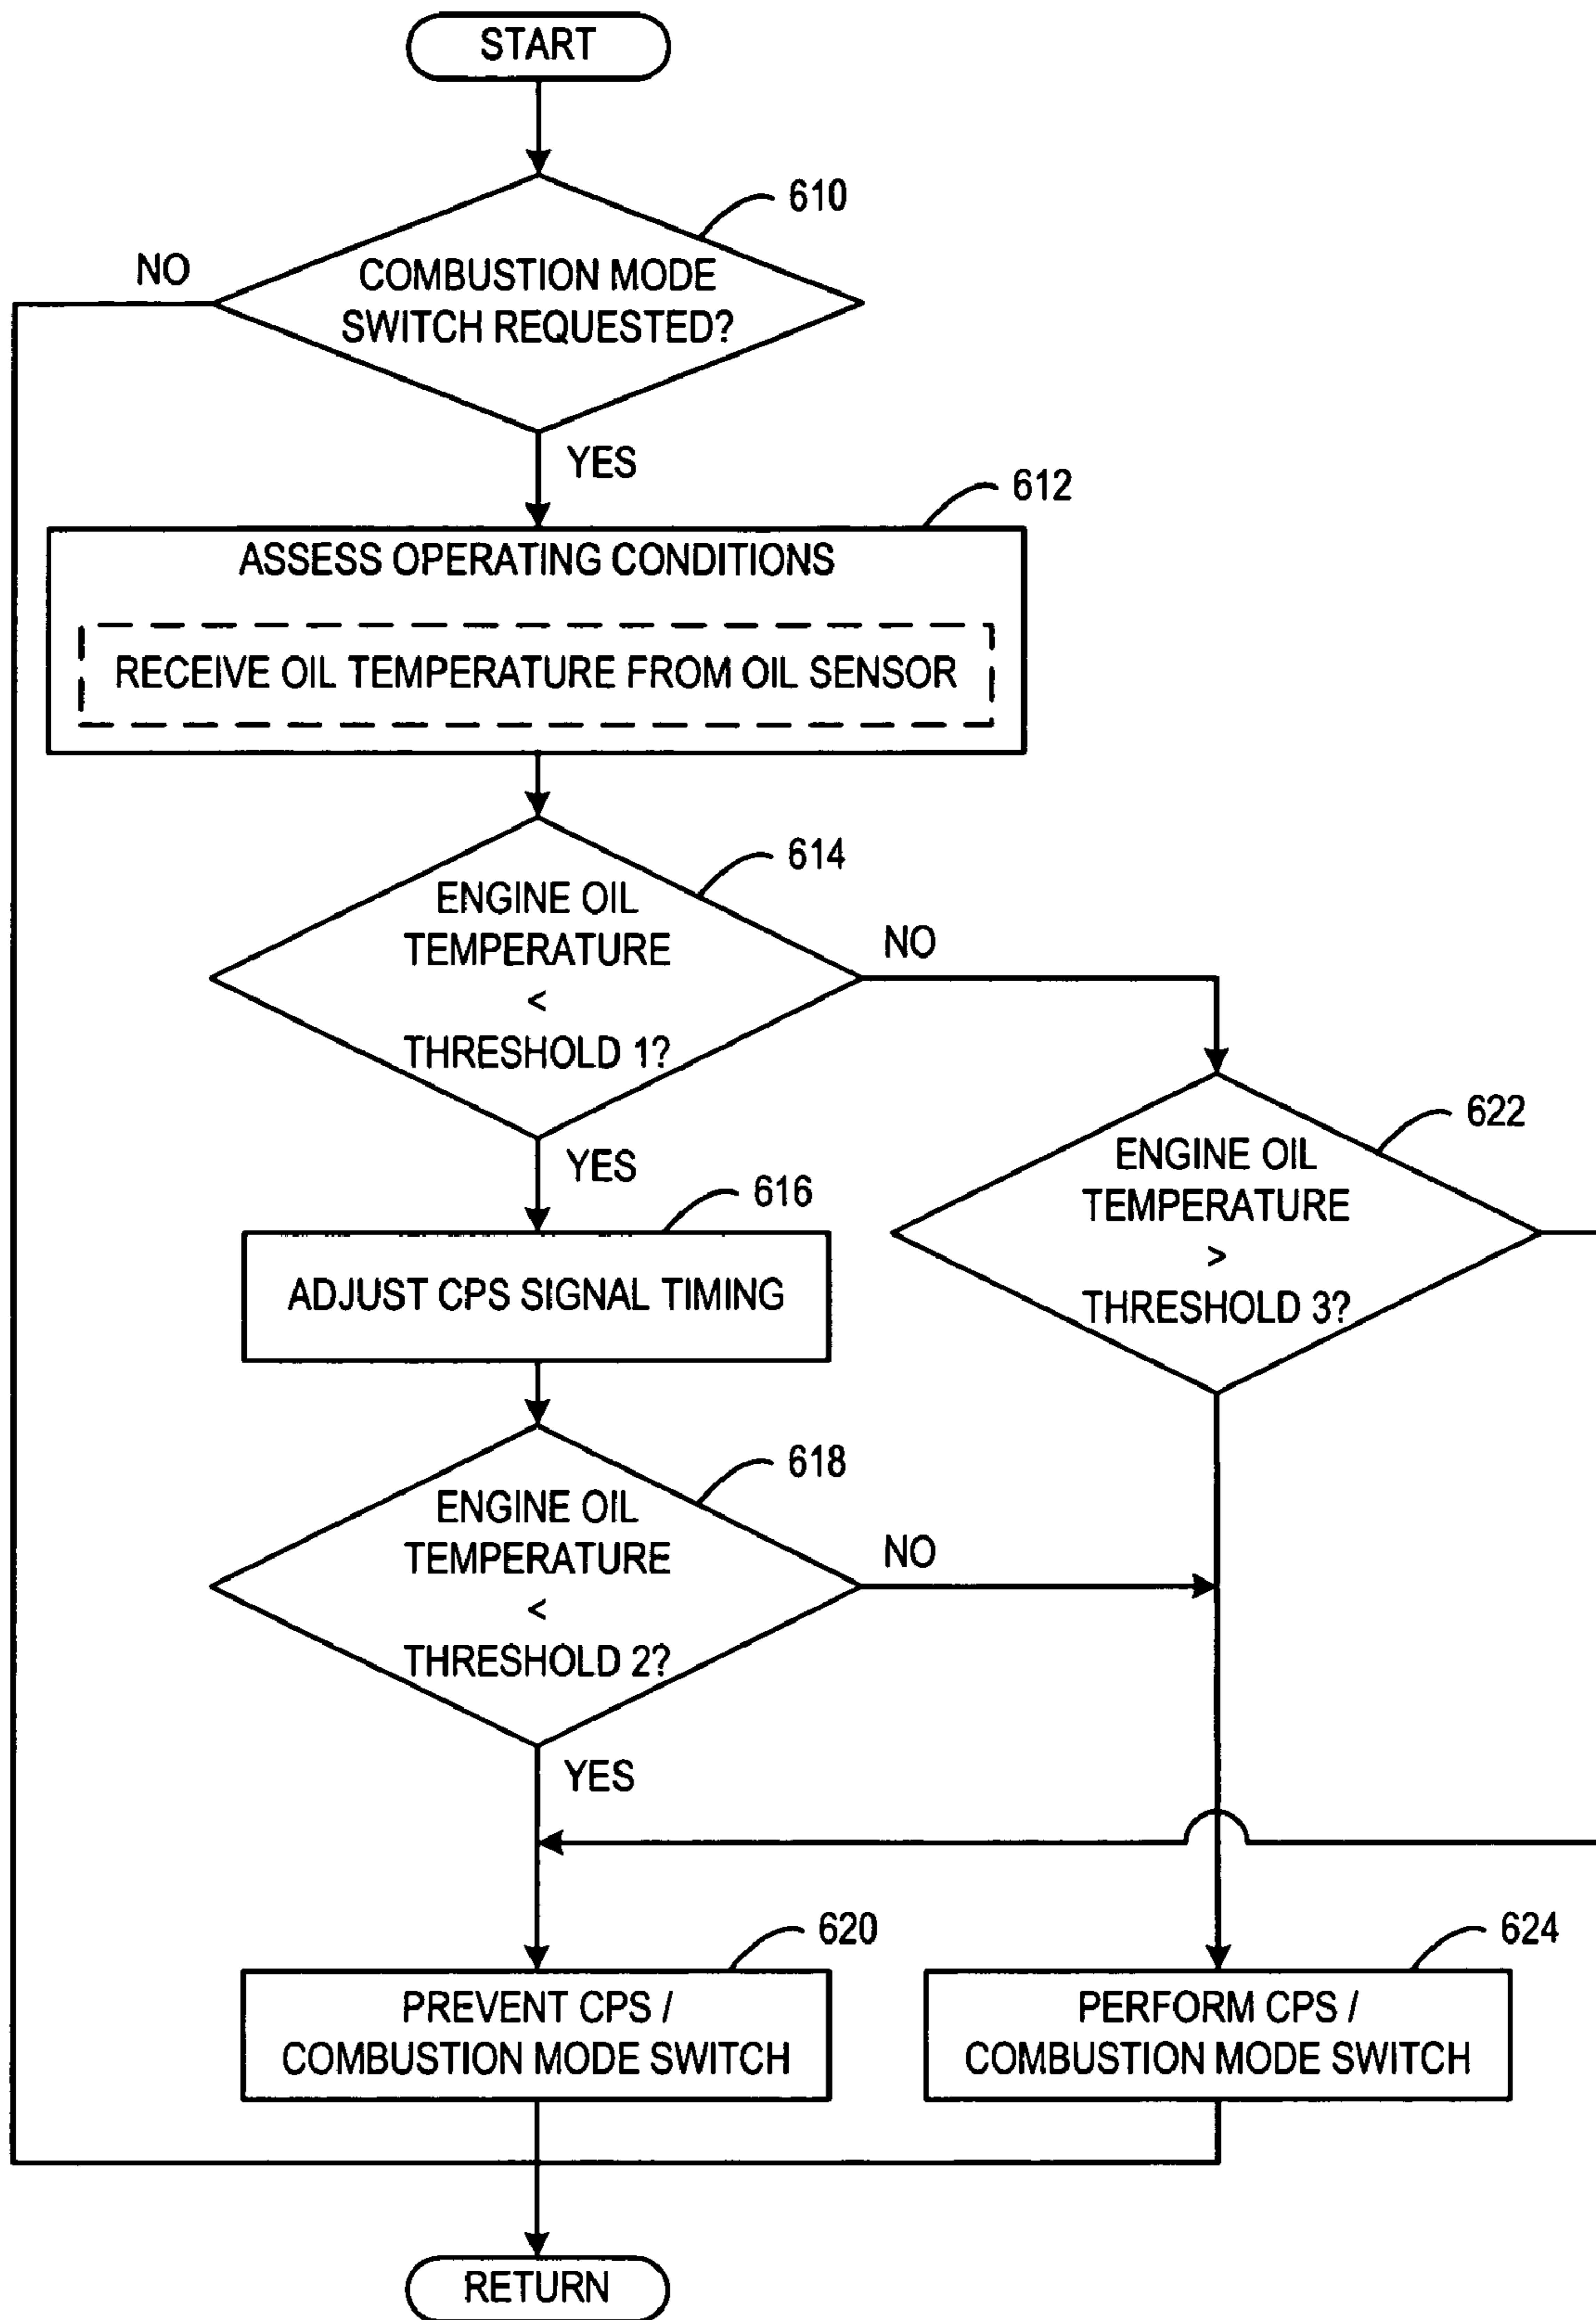 START
610
COMBUSTION MODE
SWITCH REQUESTED?
NO
YES
612
ASSESS OPERATING CONDITIONS
RECEIVE OIL TEMPERATURE FROM OIL SENSOR
614
ENGINE OIL
TEMPERATURE
<
THRESHOLD 1?
NO
YES
622
ENGINE OIL
TEMPERATURE
>
THRESHOLD 3?
616
ADJUST CPS SIGNAL TIMING
618
ENGINE OIL
TEMPERATURE
<
THRESHOLD 2?
NO
YES
620
PREVENT CPS /
COMBUSTION MODE SWITCH
624
PERFORM CPS /
COMBUSTION MODE SWITCH
RETURN